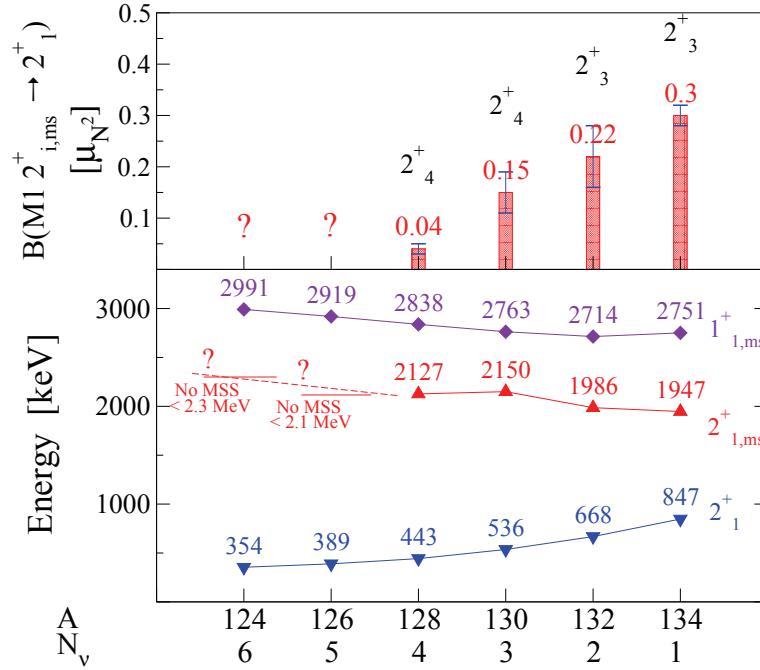 B(M1 2⁺i,ms → 2⁺1)
[μN²]
0.5
0.4
0.3
0.2
0.1
2⁺3
2⁺3
2⁺4
2⁺4
0.3
0.22
0.15
0.04
? ?
Energy [keV]
3000
2000
1000
2991 2919 2838 2763 2714 2751
1⁺1,ms
? ?
No MSS
< 2.3 MeV
No MSS
< 2.1 MeV
2127 2150 1986 1947
2⁺1,ms
354 389 443 536 668 847
2⁺1
A 124 126 128 130 132 134
Nν 6 5 4 3 2 1